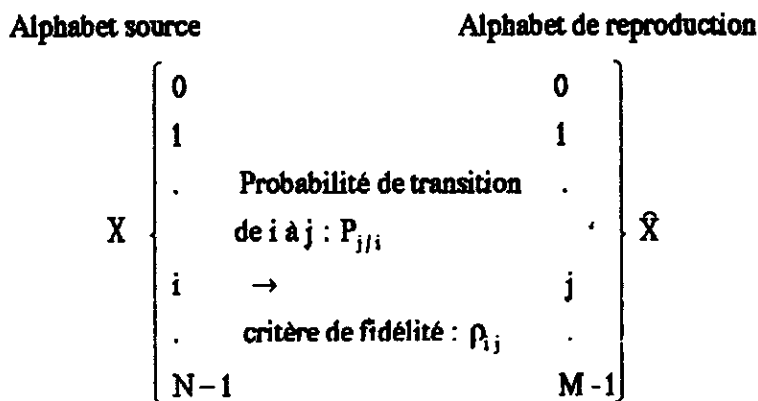 Alphabet source Alphabet de reproduction
0 0
1 1
. Probabilité de transition .
X de i à j : P_{j/i} . X̂
i → j
. critère de fidélité : ρ_{ij} .
N-1 M-1